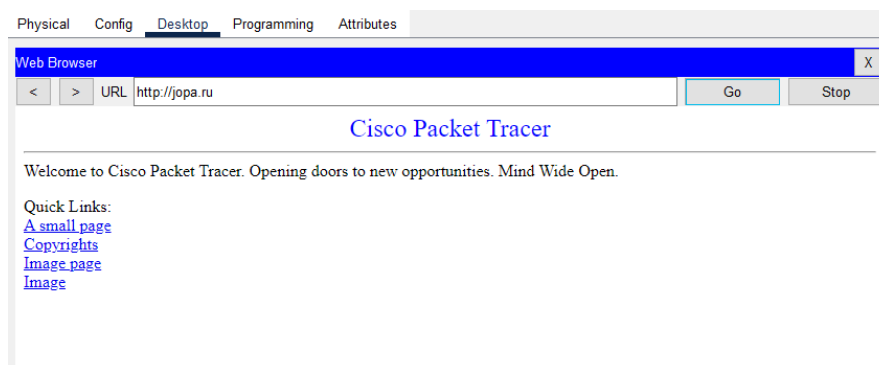 Physical Config Desktop Programming Attributes
Web Browser X
< > URL http://jopa.ru Go Stop
Cisco Packet Tracer
Welcome to Cisco Packet Tracer. Opening doors to new opportunities. Mind Wide Open.
Quick Links:
A small page
Copyrights
Image page
Image